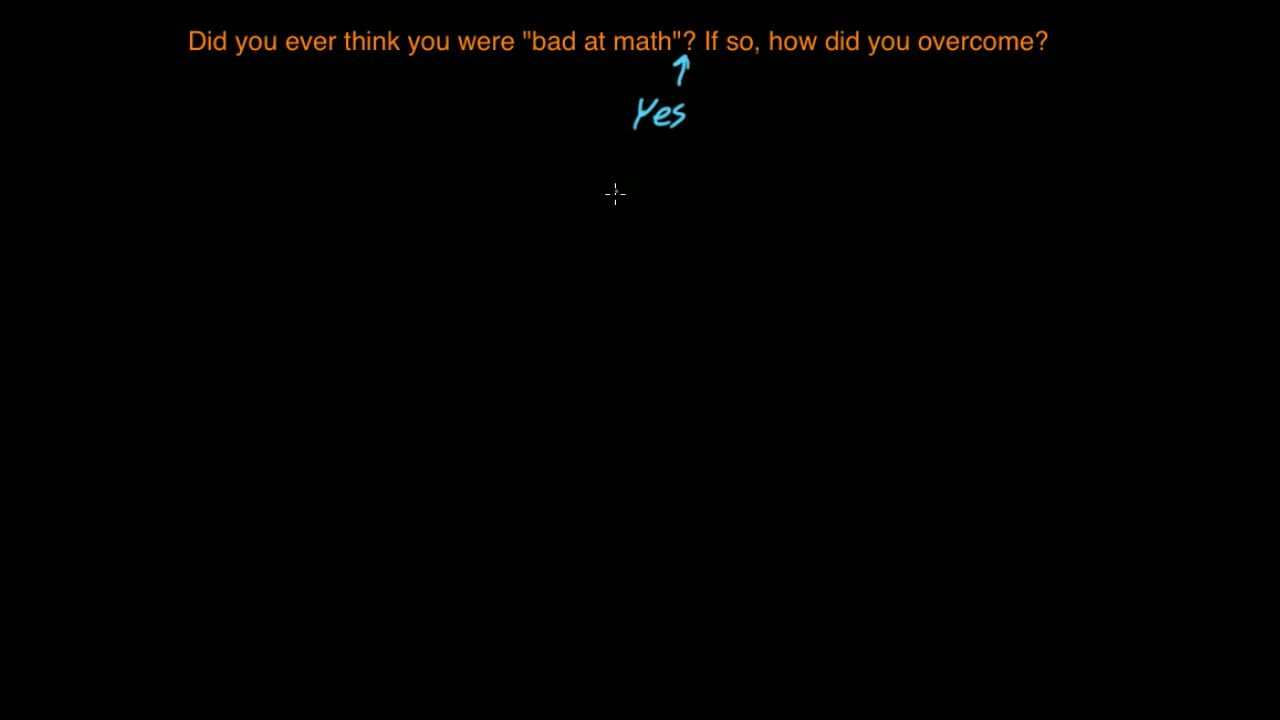 Did you ever think you were "bad at math"? If so, how did you overcome?
Yes